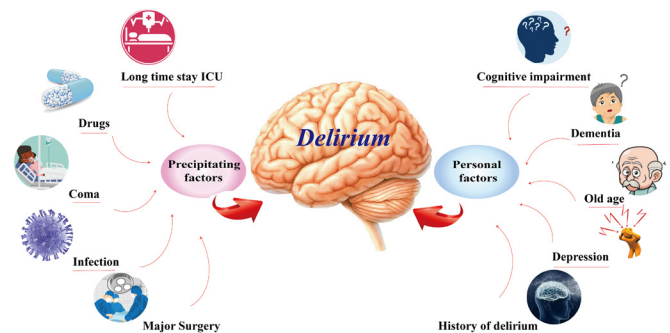 Long time stay ICU
Drugs
Coma
Infection
Major Surgery
Precipitating
factors
Delirium
Personal
factors
Cognitive impairment
Dementia
Old age
Depression
History of delirium